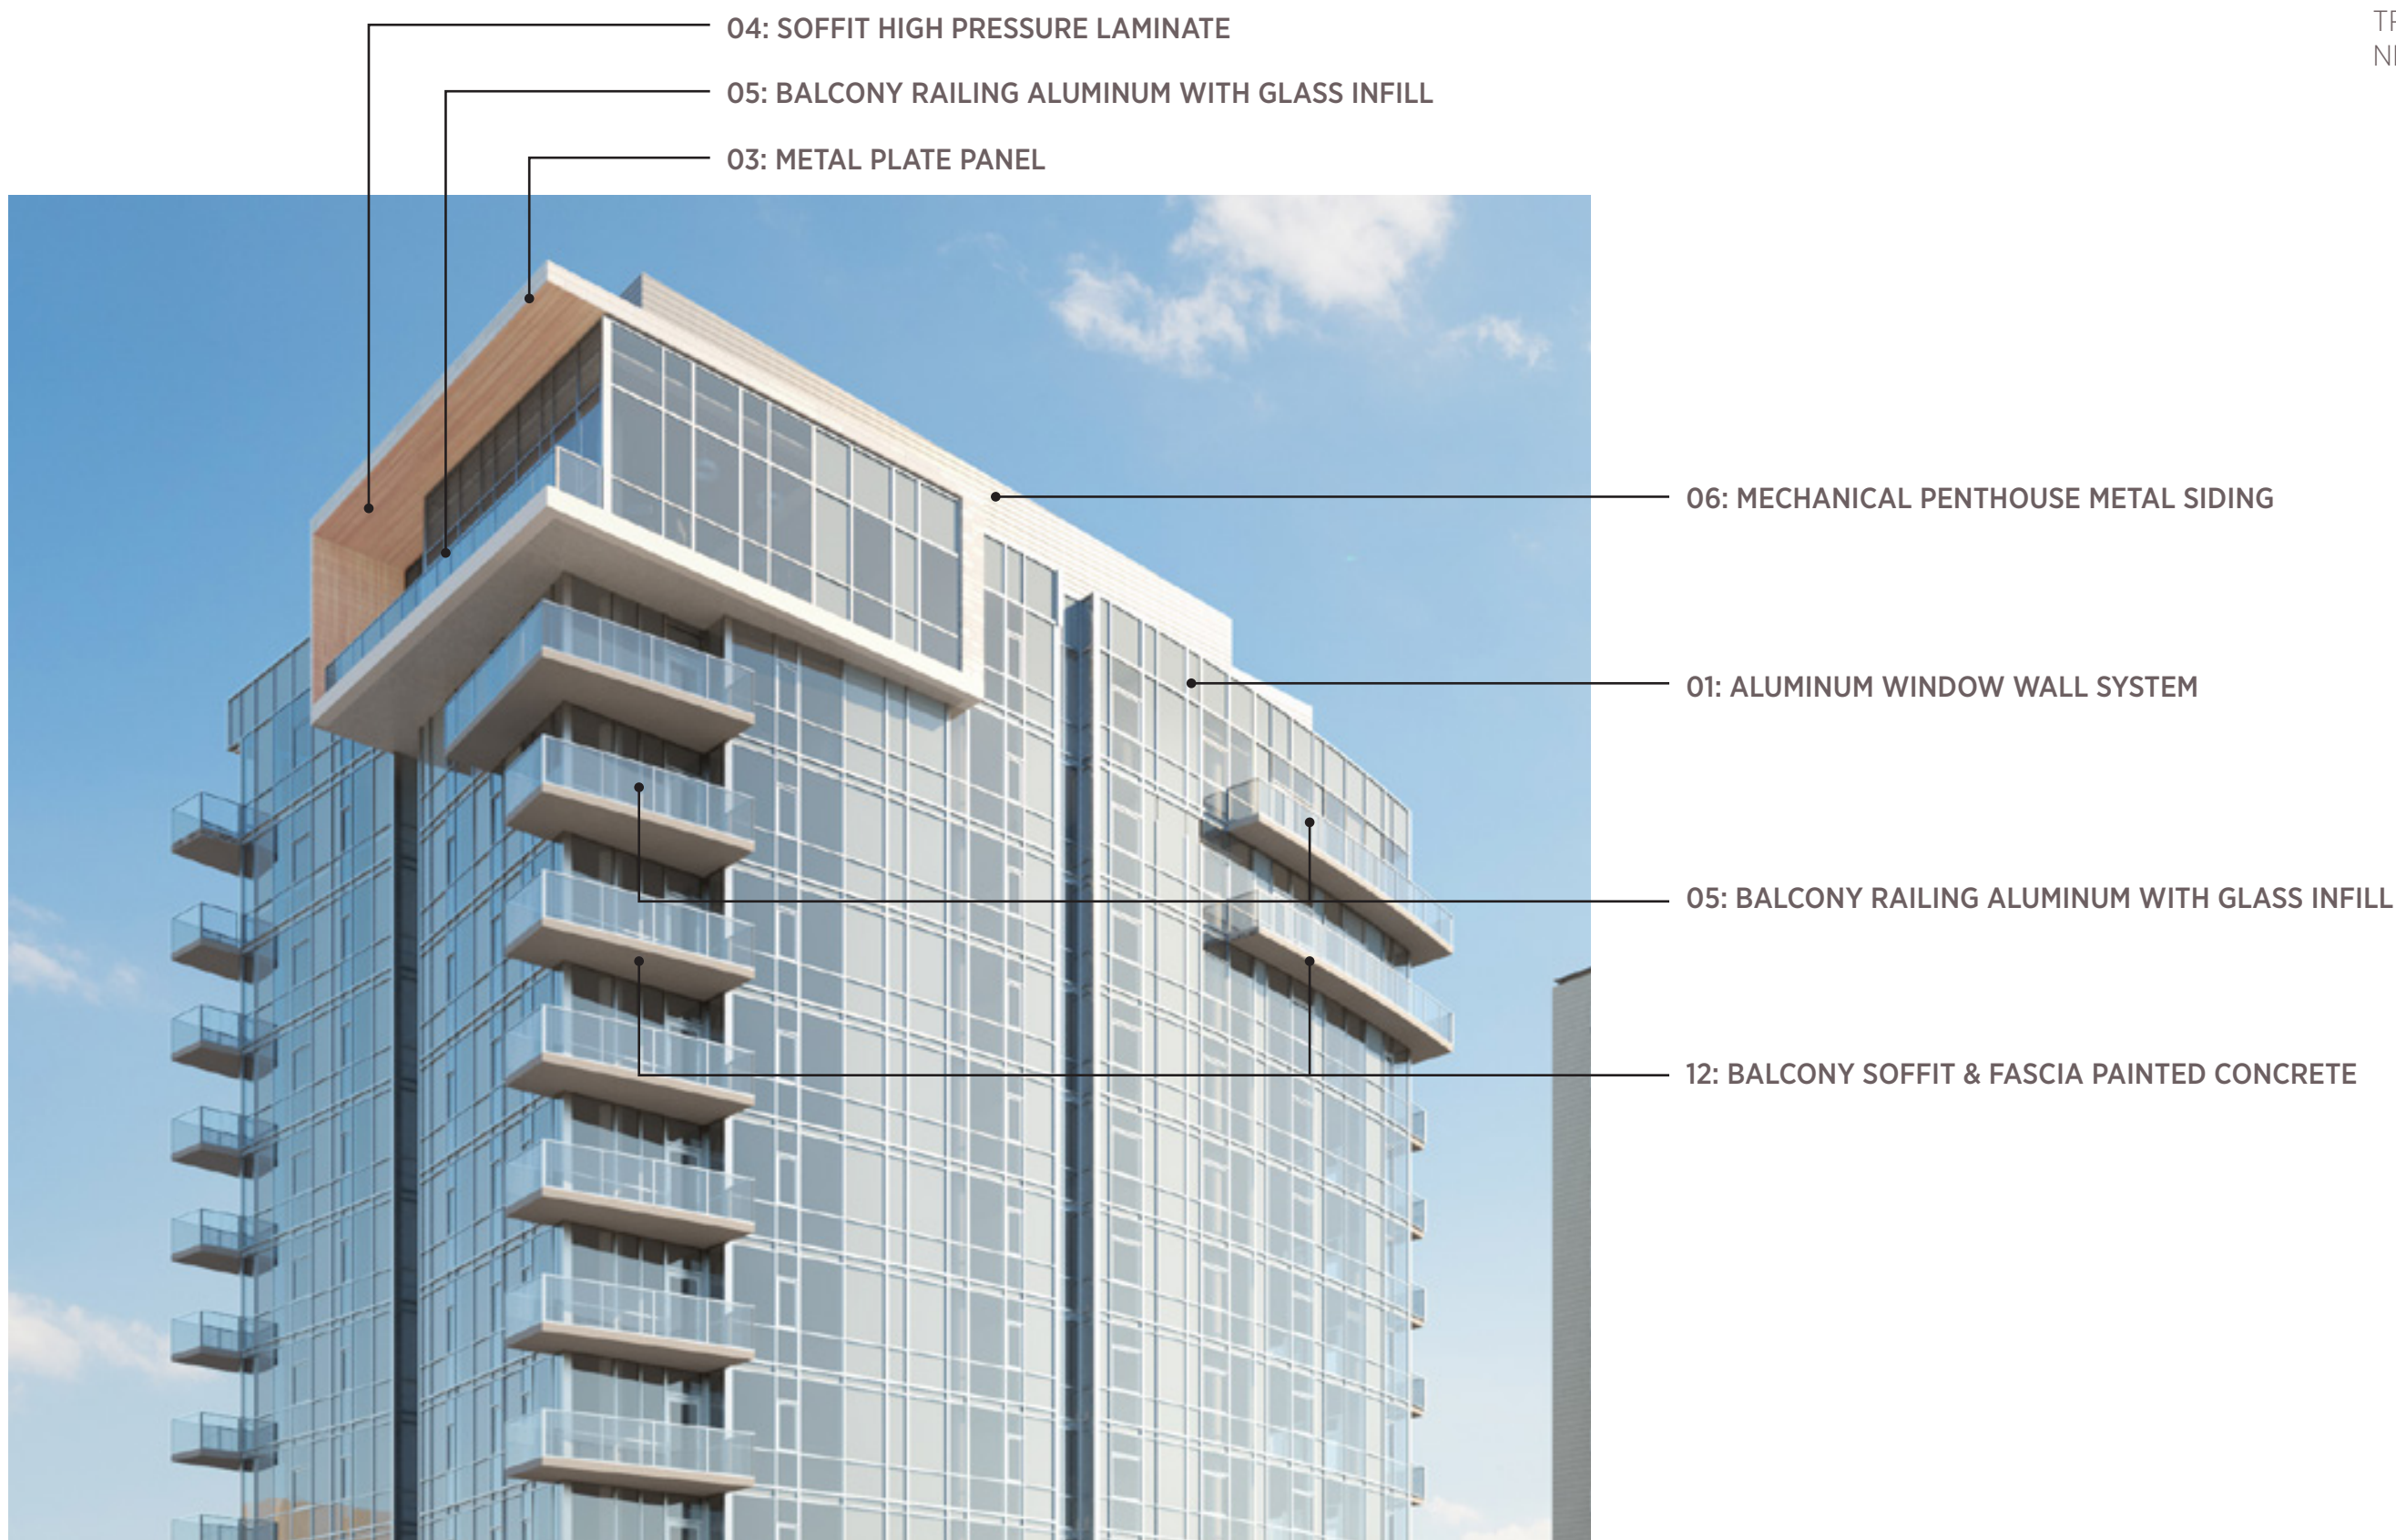 04: SOFFIT HIGH PRESSURE LAMINATE
05: BALCONY RAILING ALUMINUM WITH GLASS INFILL
03: METAL PLATE PANEL
06: MECHANICAL PENTHOUSE METAL SIDING
01: ALUMINUM WINDOW WALL SYSTEM
05: BALCONY RAILING ALUMINUM WITH GLASS INFILL
12: BALCONY SOFFIT & FASCIA PAINTED CONCRETE